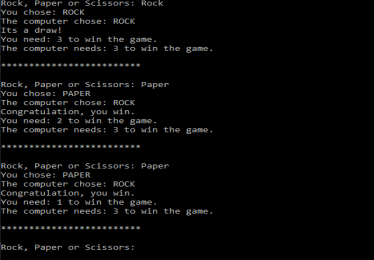 Rock, Paper or Scissors: Rock
You chose: ROCK
The computer chose: ROCK
Its a draw!
You need: 3 to win the game.
The computer needs: 3 to win the game.
*************************
Rock, Paper or Scissors: Paper
You chose: PAPER
The computer chose: ROCK
Congratulation, you win.
You need: 2 to win the game.
The computer needs: 3 to win the game.
*************************
Rock, Paper or Scissors: Paper
You chose: PAPER
The computer chose: ROCK
Congratulation, you win.
You need: 1 to win the game.
The computer needs: 3 to win the game.
*************************
Rock, Paper or Scissors: